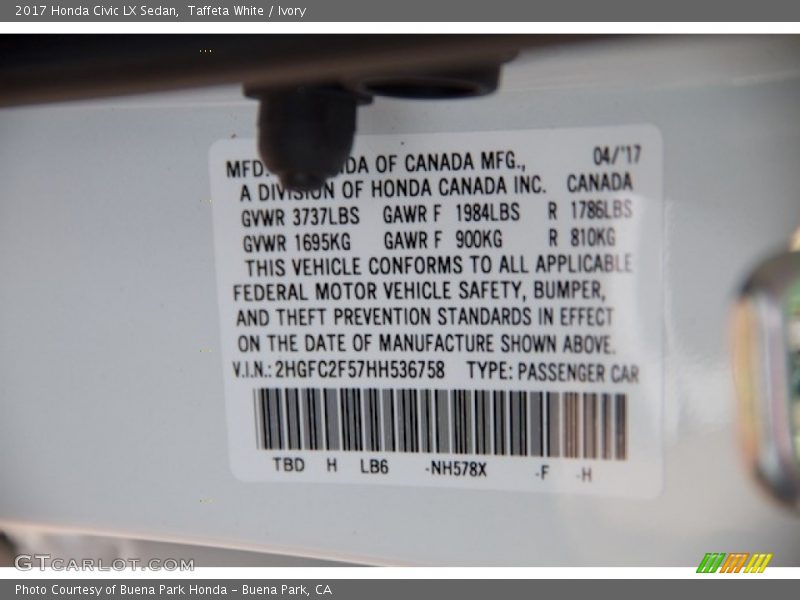 2017 Honda Civic LX Sedan,  Taffeta White / Ivory
MFD. DA OF CANADA MFG., 04/'17
A DIVISION OF HONDA CANADA INC. CANADA
GVWR 3737LBS GAWR F 1984LBS R 1786LBS
GVWR 1695KG GAWR F 900KG R 810KG
THIS VEHICLE CONFORMS TO ALL APPLICABLE
FEDERAL MOTOR VEHICLE SAFETY, BUMPER,
AND THEFT PREVENTION STANDARDS IN EFFECT
ON THE DATE OF MANUFACTURE SHOWN ABOVE.
V.I.N.: 2HGFC2F57HH536758 TYPE: PASSENGER CAR
TBD H LB6 -NH578X -F -H
GTCARLOT.COM
Photo Courtesy of Buena Park Honda – Buena Park, CA